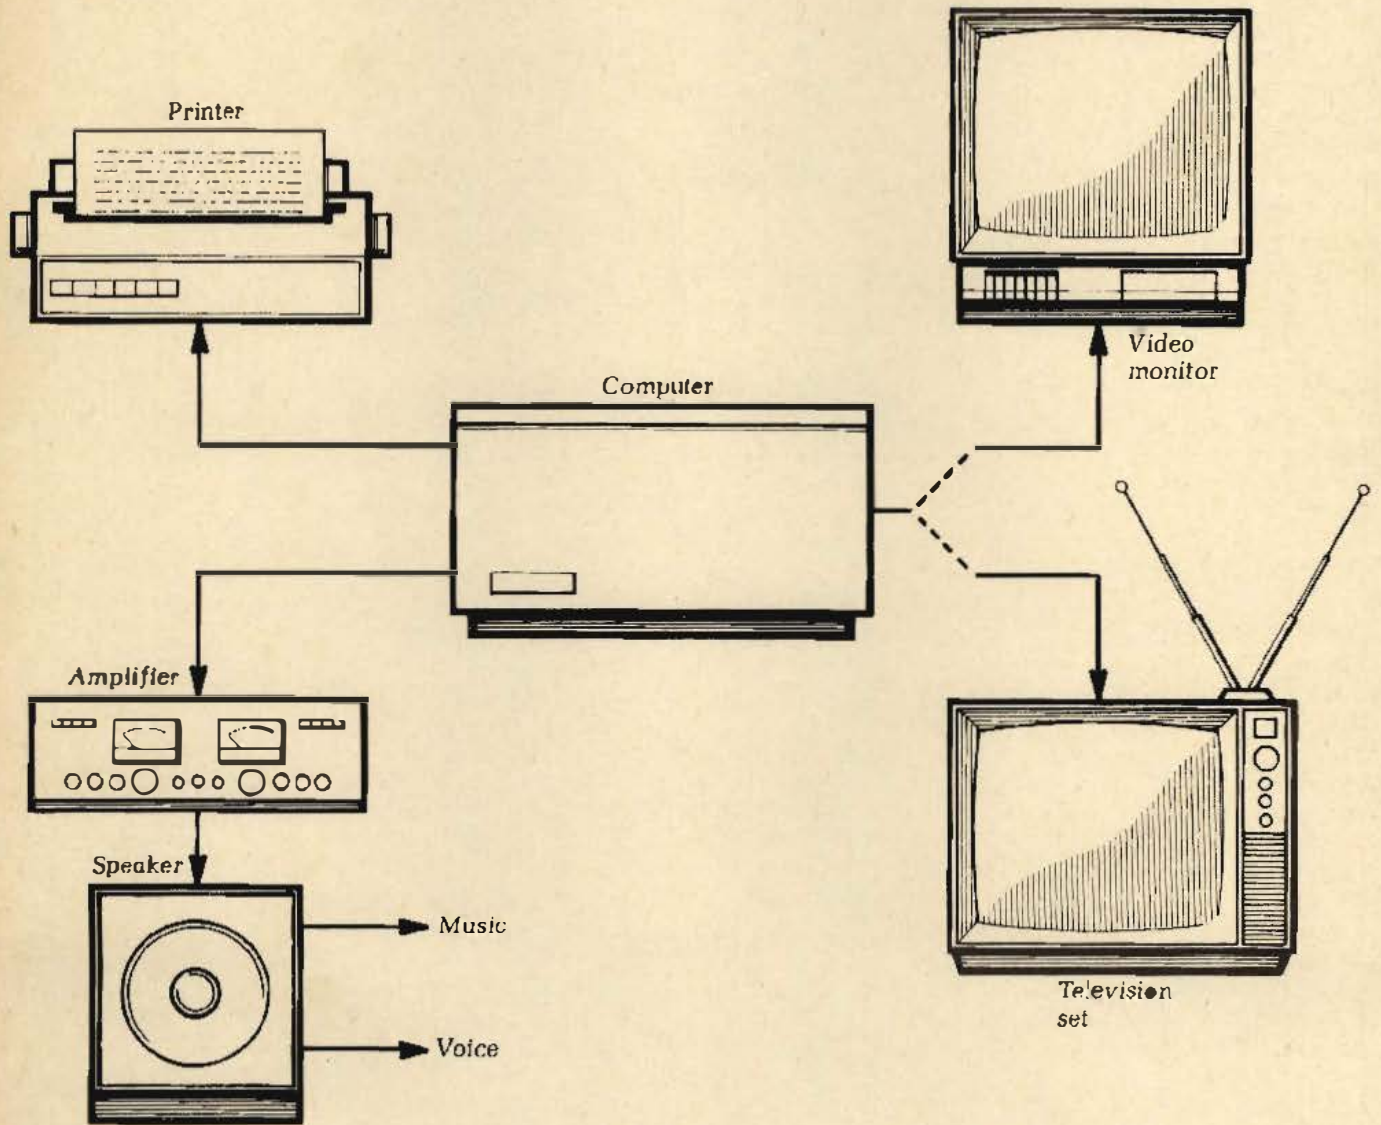 Printer
Video
monitor
Computer
Amplifier
Speaker
Music
Voice
Television
set